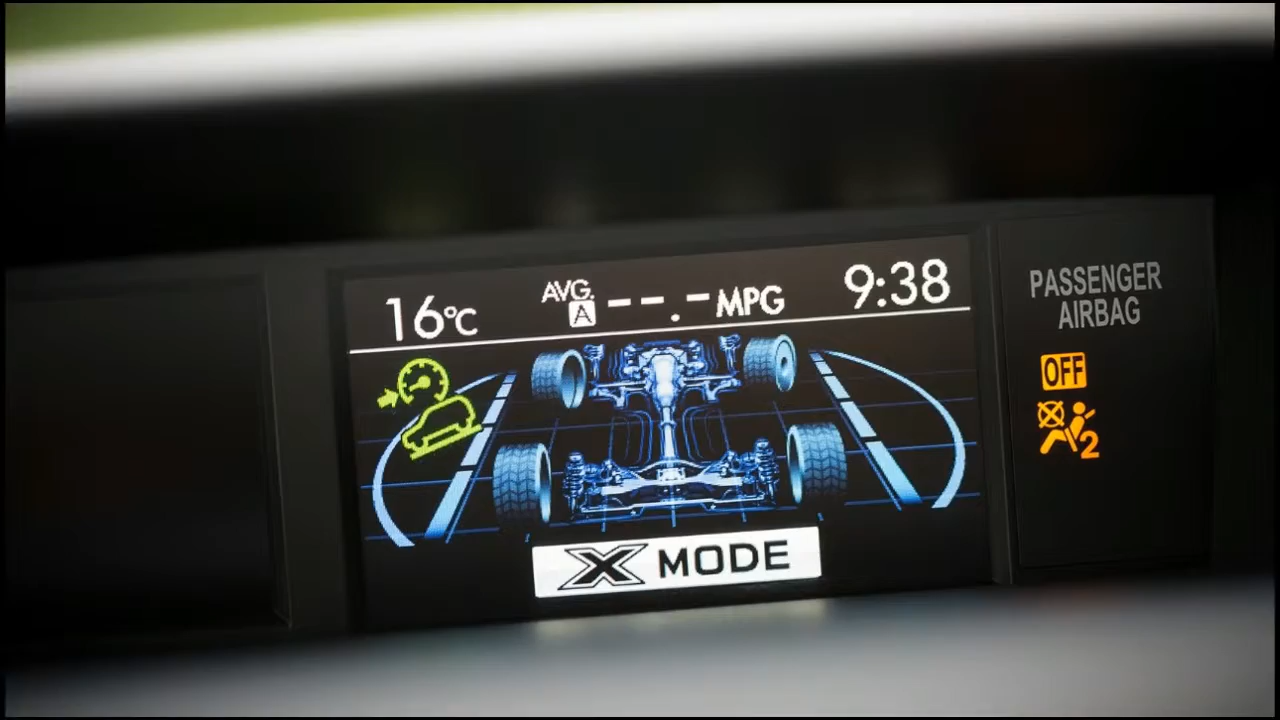 16°C
AVG.
A --.- MPG
9:38
X MODE
PASSENGER
AIRBAG
OFF
2